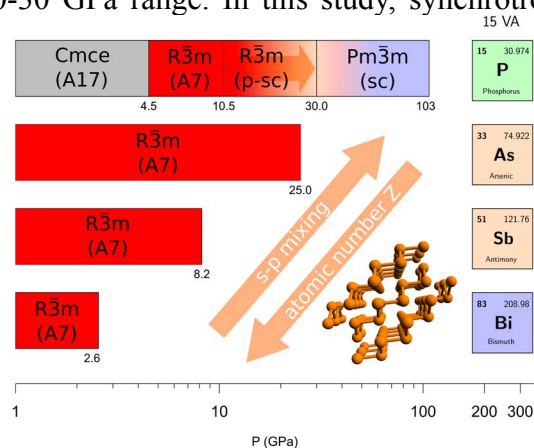 0-30 GPa range. In this study, synchrotro
15 VA
Cmce
(A17)
R3̅m
(A7)
R3̅m
(p-sc)
Pm3̅m
(sc)
4.5
10.5
30.0
103
15 30.974
P
Phosphorus
R3̅m
(A7)
25.0
33 74.922
As
Arsenic
R3̅m
(A7)
8.2
51 121.76
Sb
Antimony
R3̅m
(A7)
2.6
83 208.98
Bi
Bismuth
s-p mixing
atomic number Z
1 10 100 200 300
P (GPa)